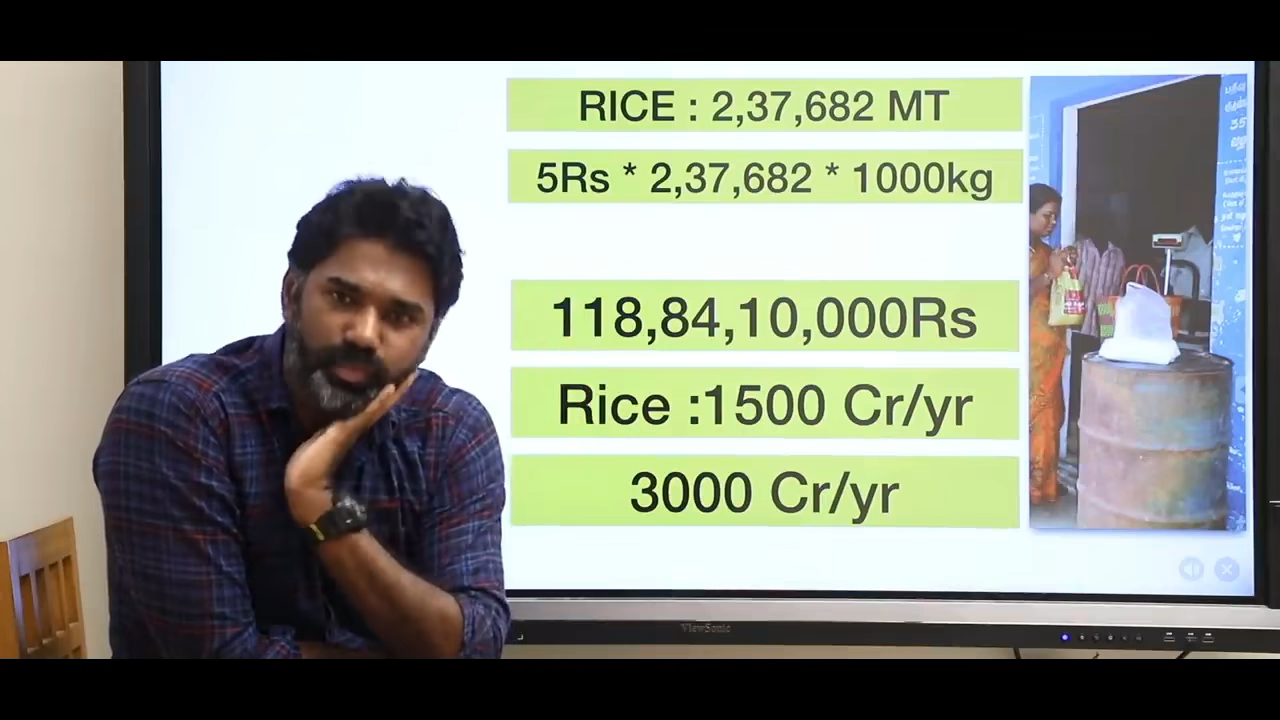 RICE : 2,37,682 MT
5Rs * 2,37,682 * 1000kg
118,84,10,000Rs
Rice :1500 Cr/yr
3000 Cr/yr
ViewSonic